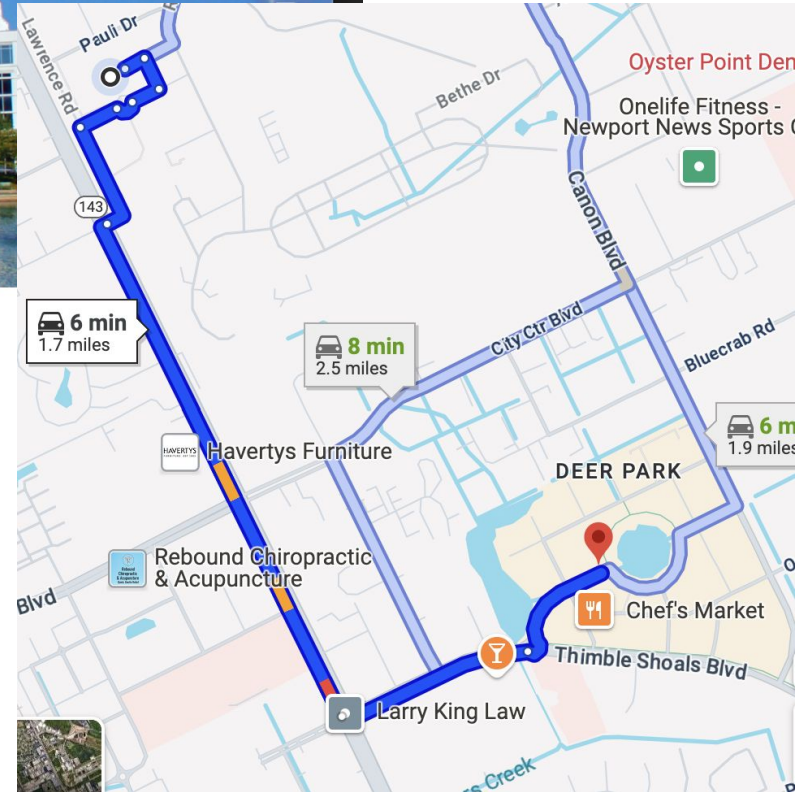 Lawrence Rd
Pauli Dr
R
Oyster Point Den
Onelife Fitness -
Newport News Sports C
Bethe Dr
143
Canon Blvd
6 min
1.7 miles
8 min
2.5 miles
City Ctr Blvd
Bluecrab Rd
6 m
1.9 miles
HAVERTYS
Havertys Furniture
DEER PARK
Rebound Chiropractic
& Acupuncture
Blvd
O
Chef's Market
Thimble Shoals Blvd
Larry King Law
s Creek